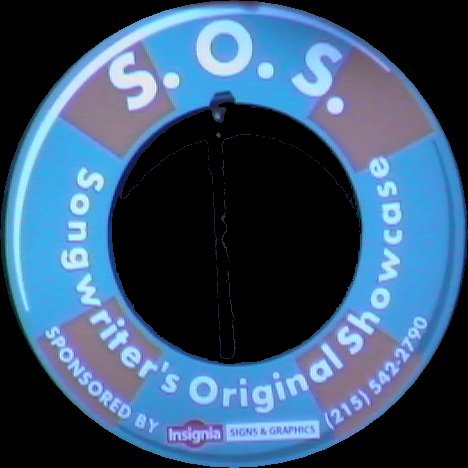 S. O. S.
Songwriter's Original Showcase
SPONSORED BY Insignia SIGNS & GRAPHICS (215) 542-2790